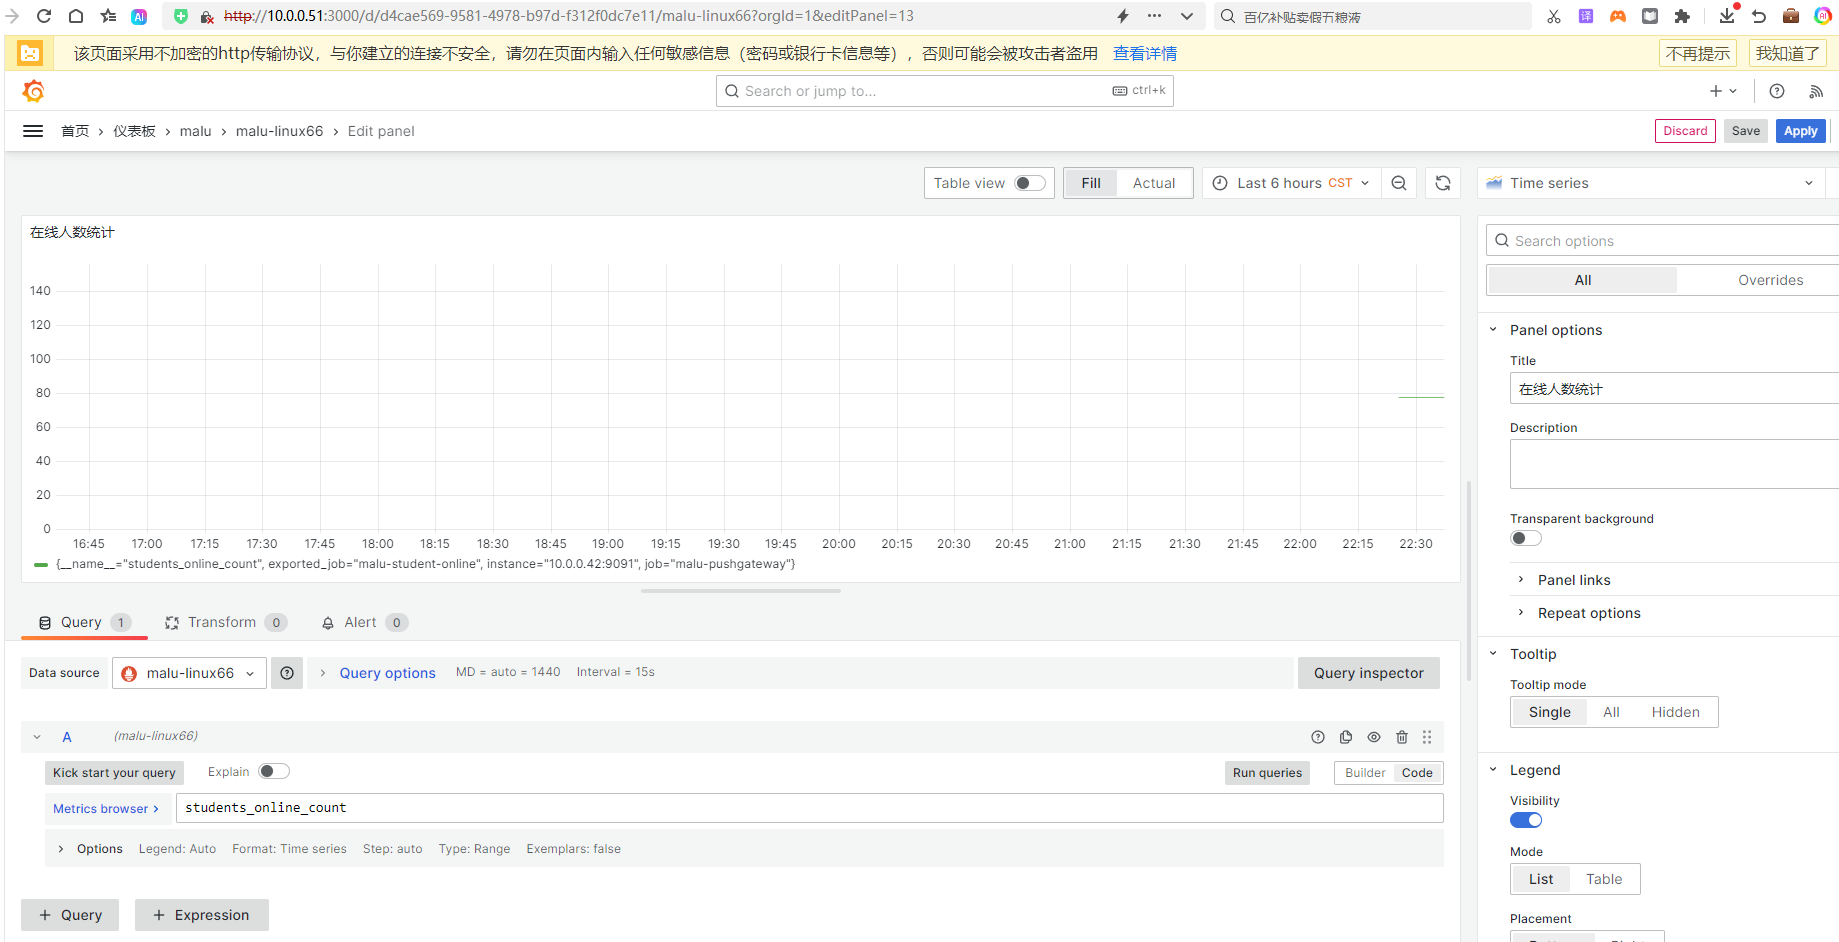 http://10.0.0.51:3000/d/d4cae569-9581-4978-b97d-f312f0dc7e11/malu-linux66?orgId=1&editPanel=13
百亿补贴卖假五粮液
该页面采用不加密的http传输协议，与你建立的连接不安全，请勿在页面内输入任何敏感信息（密码或银行卡信息等），否则可能会被攻击者盗用 查看详情 不再提示 我知道了
Search or jump to... ctrl+k
首页 › 仪表板 › malu › malu-linux66 › Edit panel Discard Save Apply
Table view Fill Actual Last 6 hours CST Time series
在线人数统计
Search options
All Overrides
140
120
100
80
60
40
20
0
16:45 17:00 17:15 17:30 17:45 18:00 18:15 18:30 18:45 19:00 19:15 19:30 19:45 20:00 20:15 20:30 20:45 21:00 21:15 21:30 21:45 22:00 22:15 22:30
{__name__="students_online_count", exported_job="malu-student-online", instance="10.0.0.42:9091", job="malu-pushgateway"}
Query 1 Transform 0 Alert 0
Data source malu-linux66 Query options MD = auto = 1440 Interval = 15s Query inspector
A (malu-linux66)
Kick start your query Explain Run queries Builder Code
Metrics browser > students_online_count
Options Legend: Auto Format: Time series Step: auto Type: Range Exemplars: false
+ Query + Expression
Panel options
Title
在线人数统计
Description
Transparent background
Panel links
Repeat options
Tooltip
Tooltip mode
Single All Hidden
Legend
Visibility
Mode
List Table
Placement